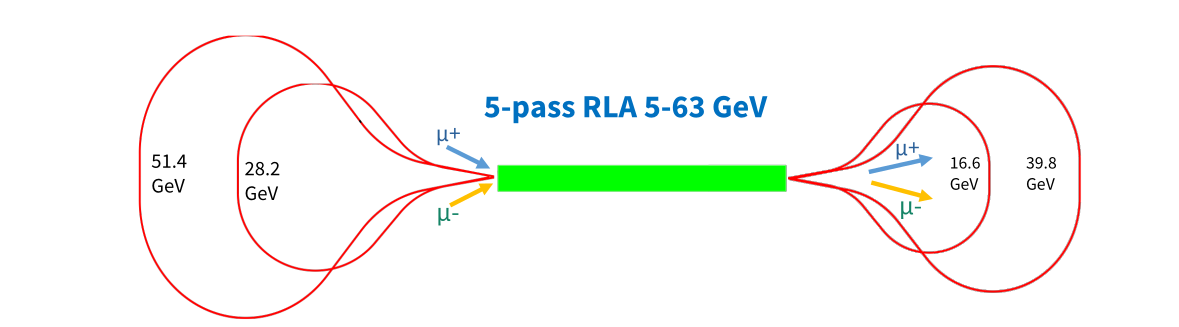 5-pass RLA 5-63 GeV
μ+
μ-
51.4
GeV
28.2
GeV
μ+
μ-
16.6
GeV
39.8
GeV